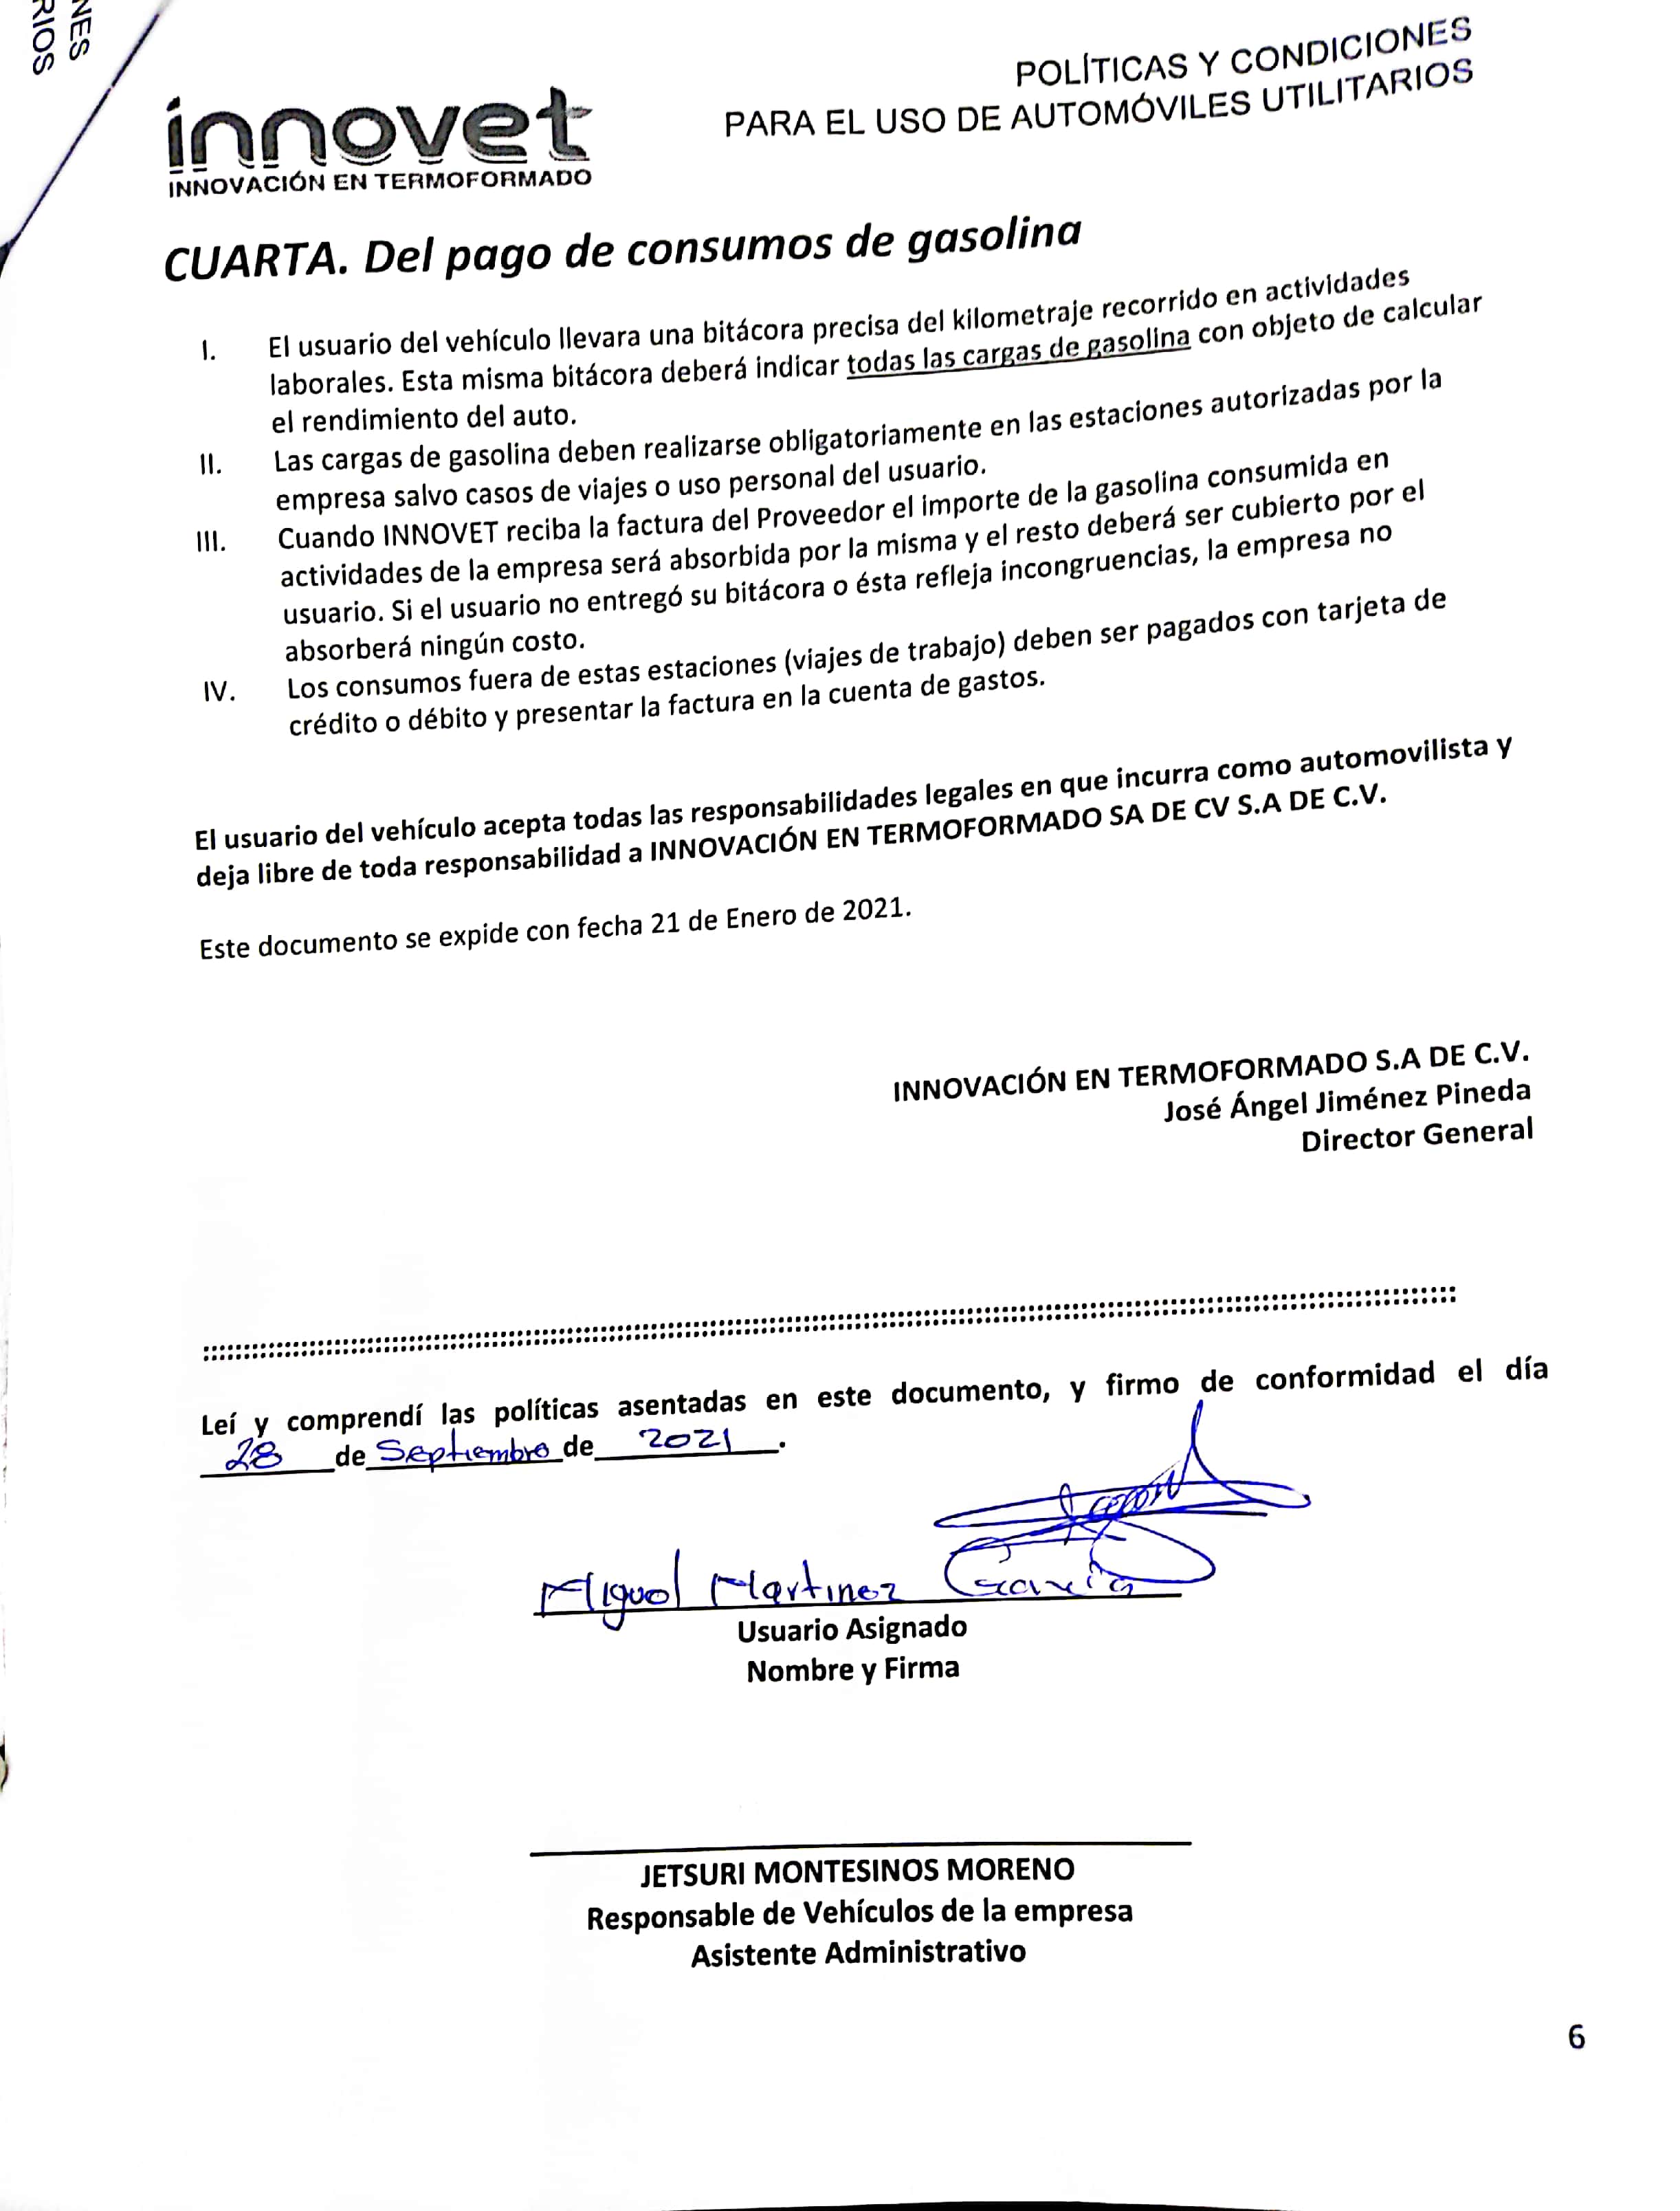 NES
RIOS
innovet
INNOVACIÓN EN TERMOFORMADO
POLÍTICAS Y CONDICIONES
PARA EL USO DE AUTOMÓVILES UTILITARIOS
CUARTA. Del pago de consumos de gasolina
I. El usuario del vehículo llevara una bitácora precisa del kilometraje recorrido en actividades
laborales. Esta misma bitácora deberá indicar todas las cargas de gasolina con objeto de calcular
el rendimiento del auto.
II. Las cargas de gasolina deben realizarse obligatoriamente en las estaciones autorizadas por la
empresa salvo casos de viajes o uso personal del usuario.
III. Cuando INNOVET reciba la factura del Proveedor el importe de la gasolina consumida en
actividades de la empresa será absorbida por la misma y el resto deberá ser cubierto por el
usuario. Si el usuario no entregó su bitácora o ésta refleja incongruencias, la empresa no
absorberá ningún costo.
IV. Los consumos fuera de estas estaciones (viajes de trabajo) deben ser pagados con tarjeta de
crédito o débito y presentar la factura en la cuenta de gastos.
El usuario del vehículo acepta todas las responsabilidades legales en que incurra como automovilista y
deja libre de toda responsabilidad a INNOVACIÓN EN TERMOFORMADO SA DE CV S.A DE C.V.
Este documento se expide con fecha 21 de Enero de 2021.
INNOVACIÓN EN TERMOFORMADO S.A DE C.V.
José Ángel Jiménez Pineda
Director General
Leí y comprendí las políticas asentadas en este documento, y firmo de conformidad el día
28 de Septiembre de 2021.
Miguel Martinez Garcia
Usuario Asignado
Nombre y Firma
JETSURI MONTESINOS MORENO
Responsable de Vehículos de la empresa
Asistente Administrativo
6